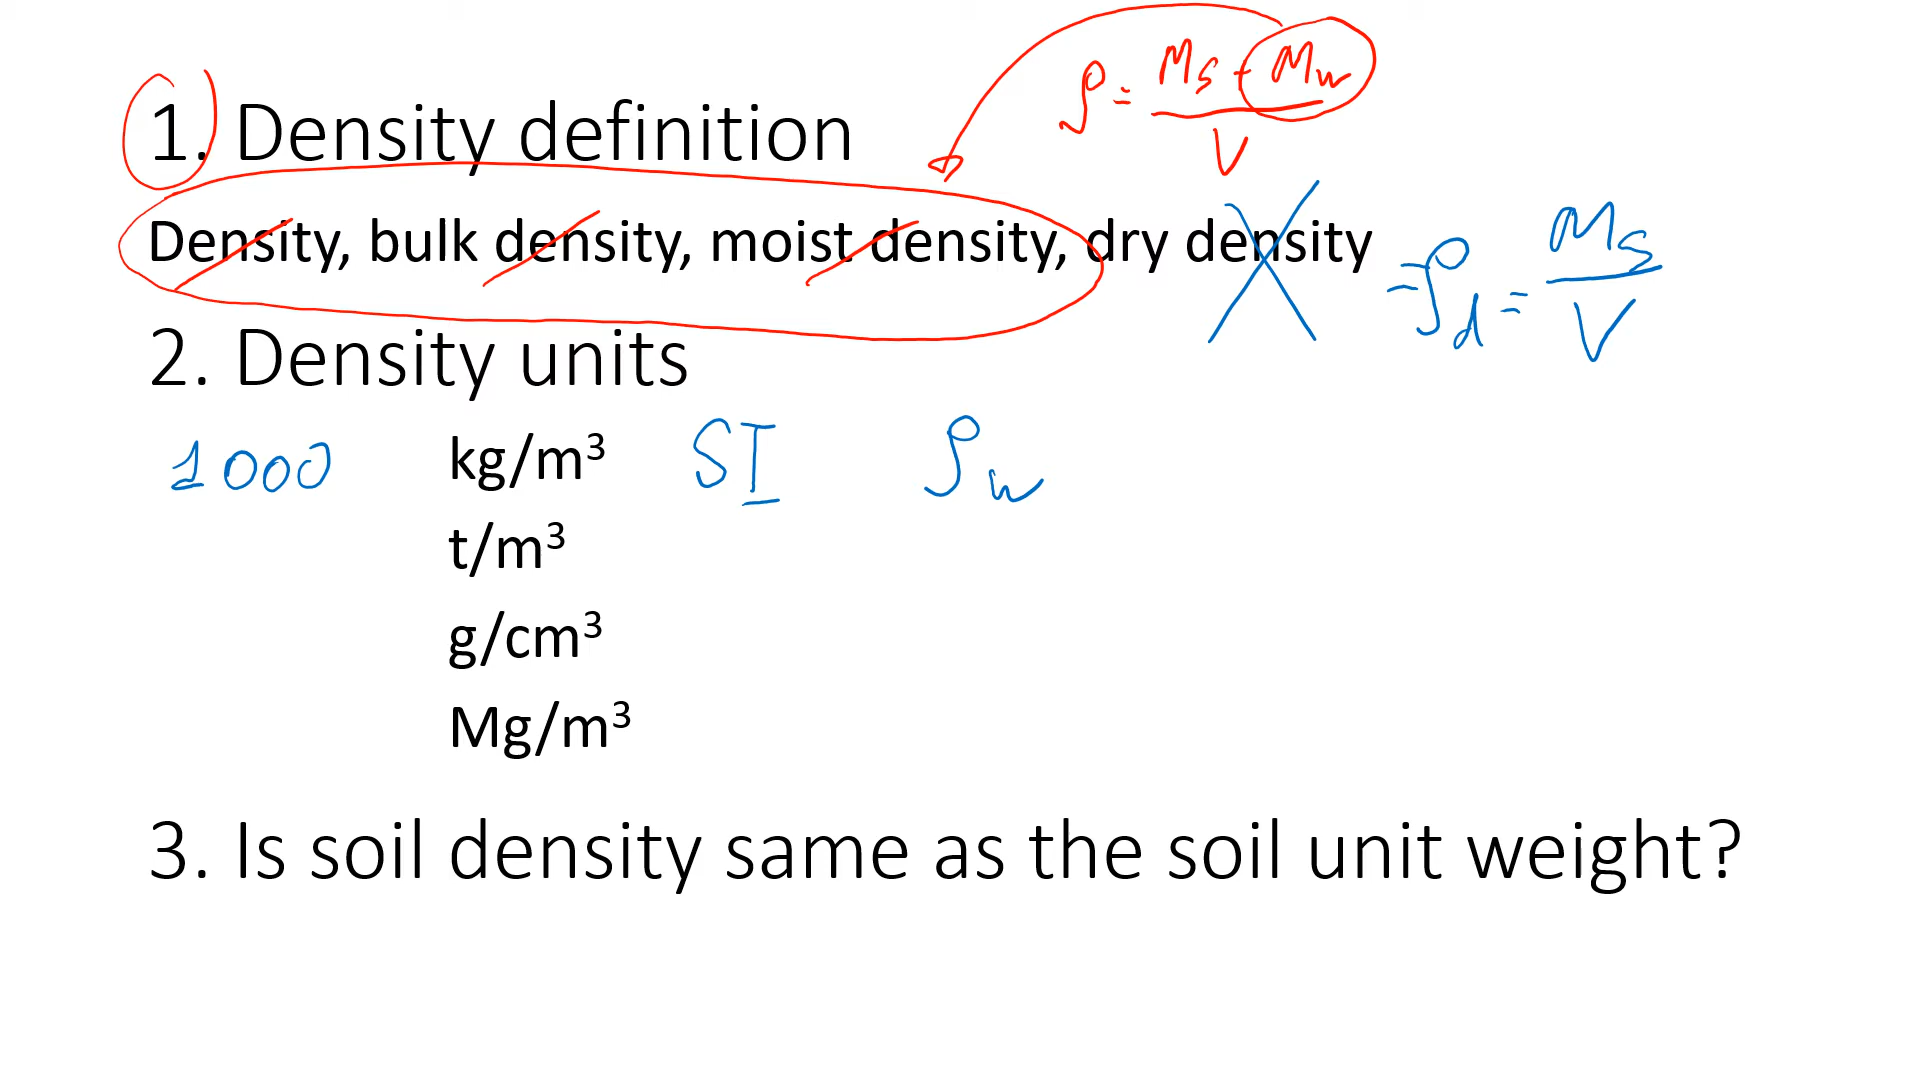 ρ = Ms + Mw / V
1. Density definition
Density, bulk density, moist density, dry density = ρd = Ms / V
2. Density units
1000 kg/m³ SI ρw
t/m³
g/cm³
Mg/m³
3. Is soil density same as the soil unit weight?